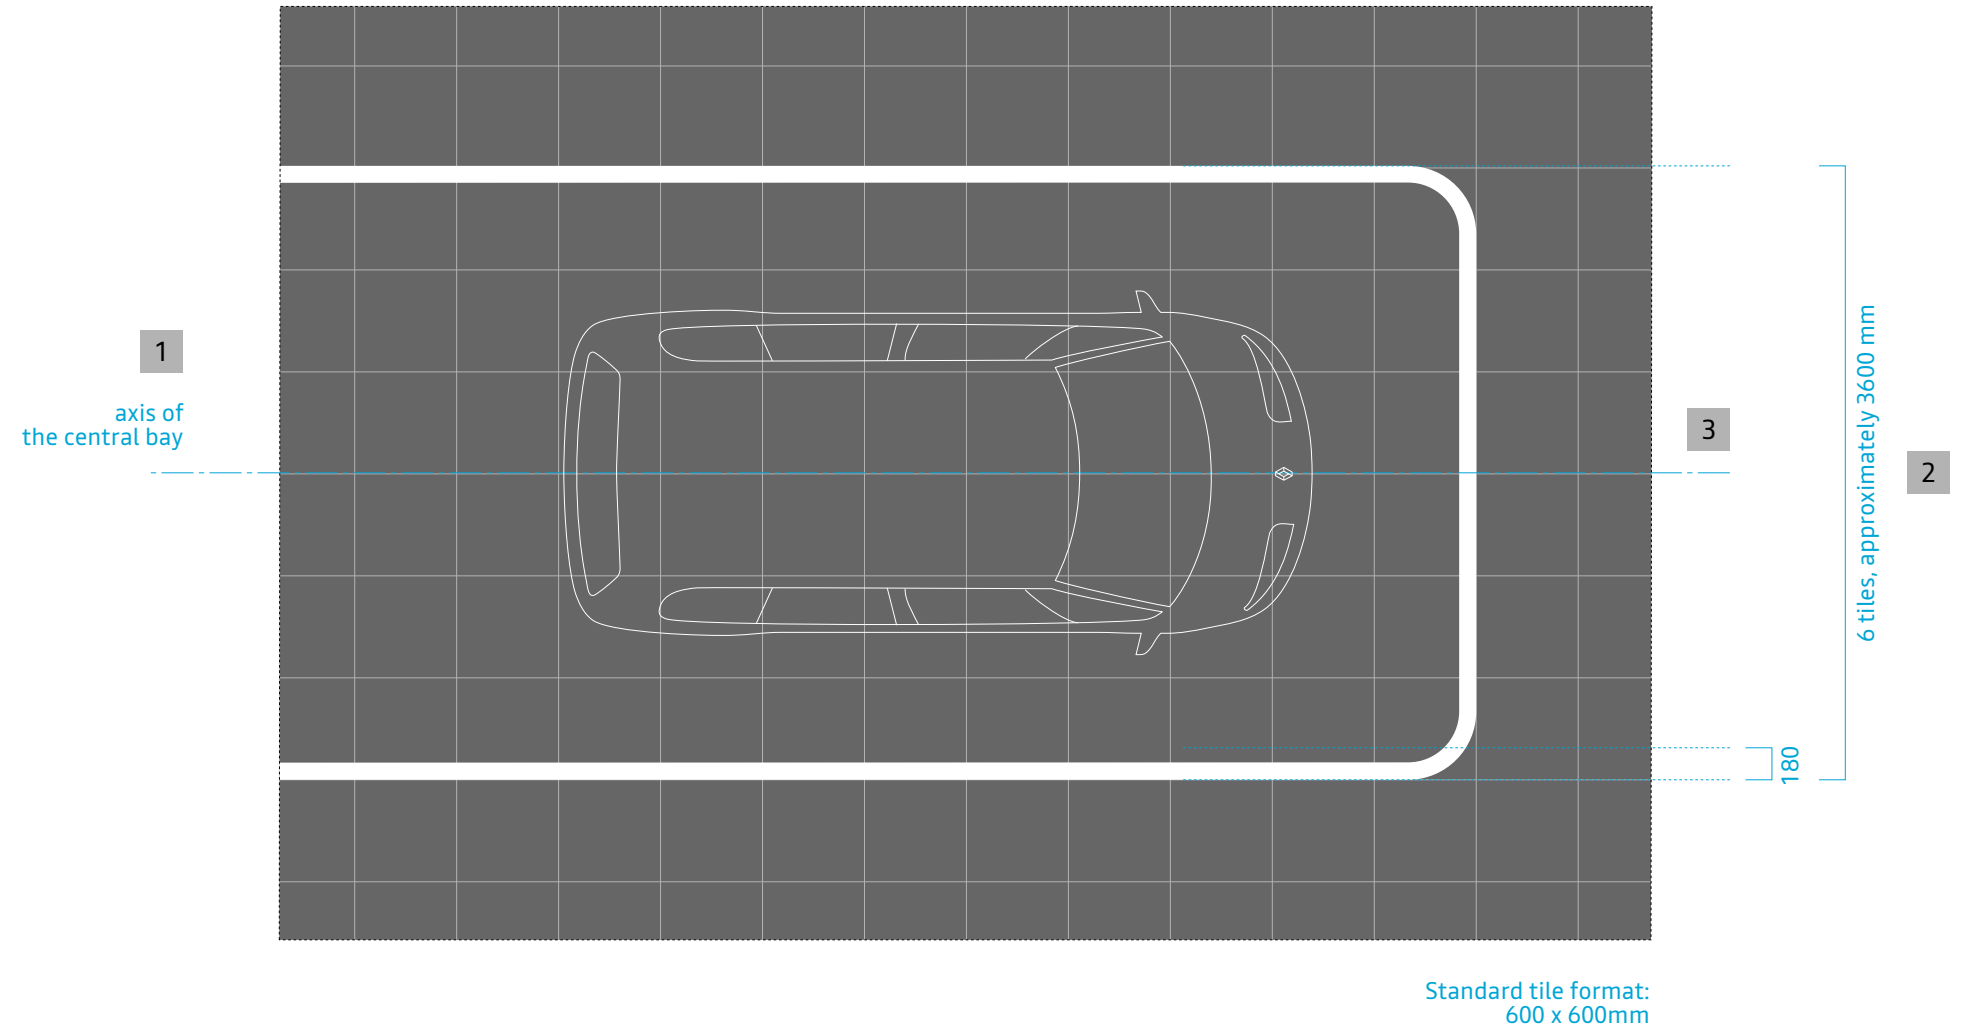 1
axis of
the central bay
3
6 tiles, approximately 3600 mm
2
180
Standard tile format:
600 x 600mm